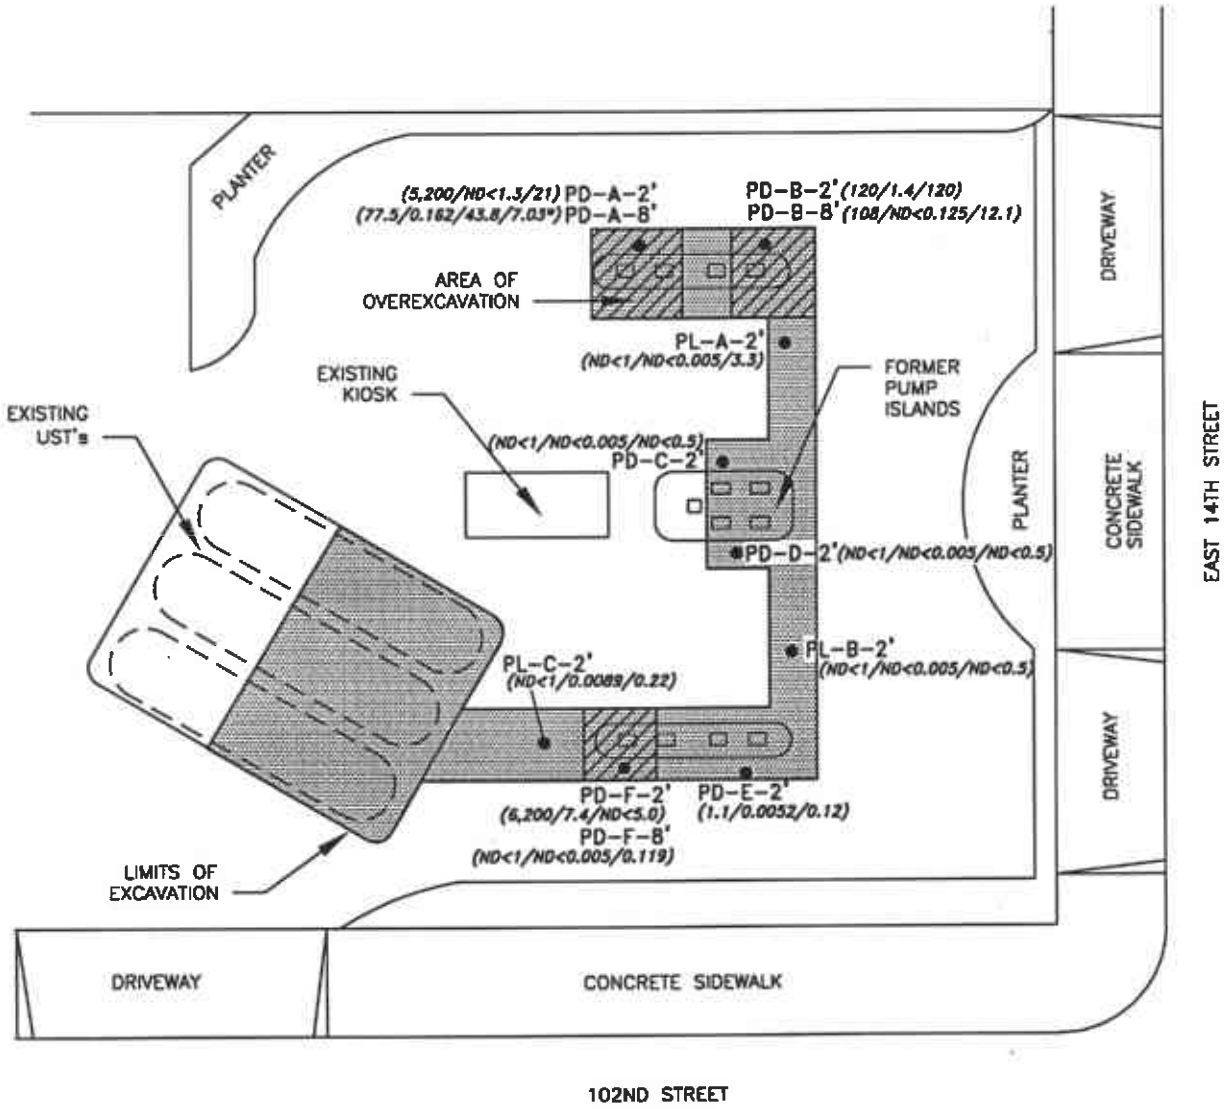 PLANTER
(5,200/ND<1.5/21) PD-A-2'
(77.5/0.162/43.8/7.03*) PD-A-8'
PD-B-2' (120/1.4/120)
PD-B-8' (108/ND<0.125/12.1)
DRIVEWAY
AREA OF
OVEREXCAVATION
PL-A-2'
(ND<1/ND<0.005/3.3)
EXISTING
KIOSK
FORMER
PUMP
ISLANDS
EXISTING
UST's
(ND<1/ND<0.005/ND<0.5)
PD-C-2'
PLANTER
CONCRETE
SIDEWALK
EAST 14TH STREET
PD-D-2' (ND<1/ND<0.005/ND<0.5)
PL-B-2'
(ND<1/ND<0.005/ND<0.5)
PL-C-2'
(ND<1/0.0089/0.22)
DRIVEWAY
PD-F-2'
(6,200/7.4/ND<5.0)
PD-F-8'
(ND<1/ND<0.005/0.119)
PD-E-2'
(1.1/0.0052/0.12)
LIMITS OF
EXCAVATION
DRIVEWAY
CONCRETE SIDEWALK
102ND STREET